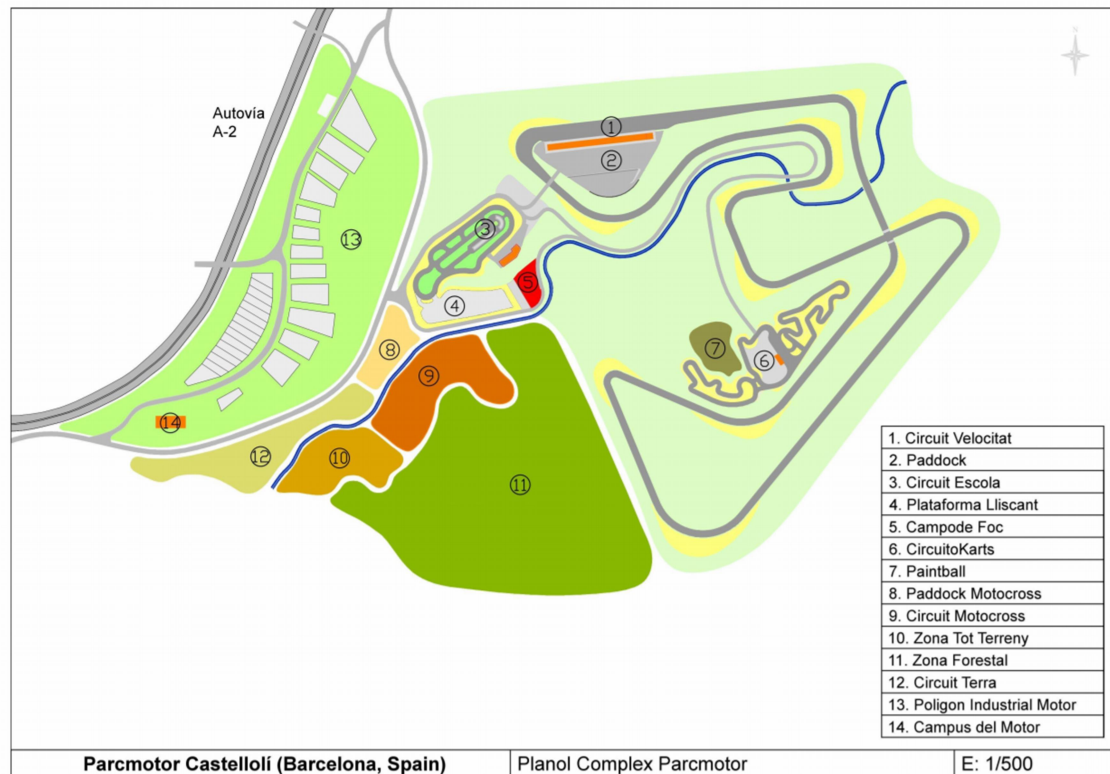 N
Autovía
A-2
1
2
3
13
5
4
7
6
8
9
14
12
10
11
1. Circuit Velocitat
2. Paddock
3. Circuit Escola
4. Plataforma Lliscant
5. Campode Foc
6. CircuitoKarts
7. Paintball
8. Paddock Motocross
9. Circuit Motocross
10. Zona Tot Terreny
11. Zona Forestal
12. Circuit Terra
13. Poligon Industrial Motor
14. Campus del Motor
Parcmotor Castellolí (Barcelona, Spain)
Planol Complex Parcmotor
E: 1/500